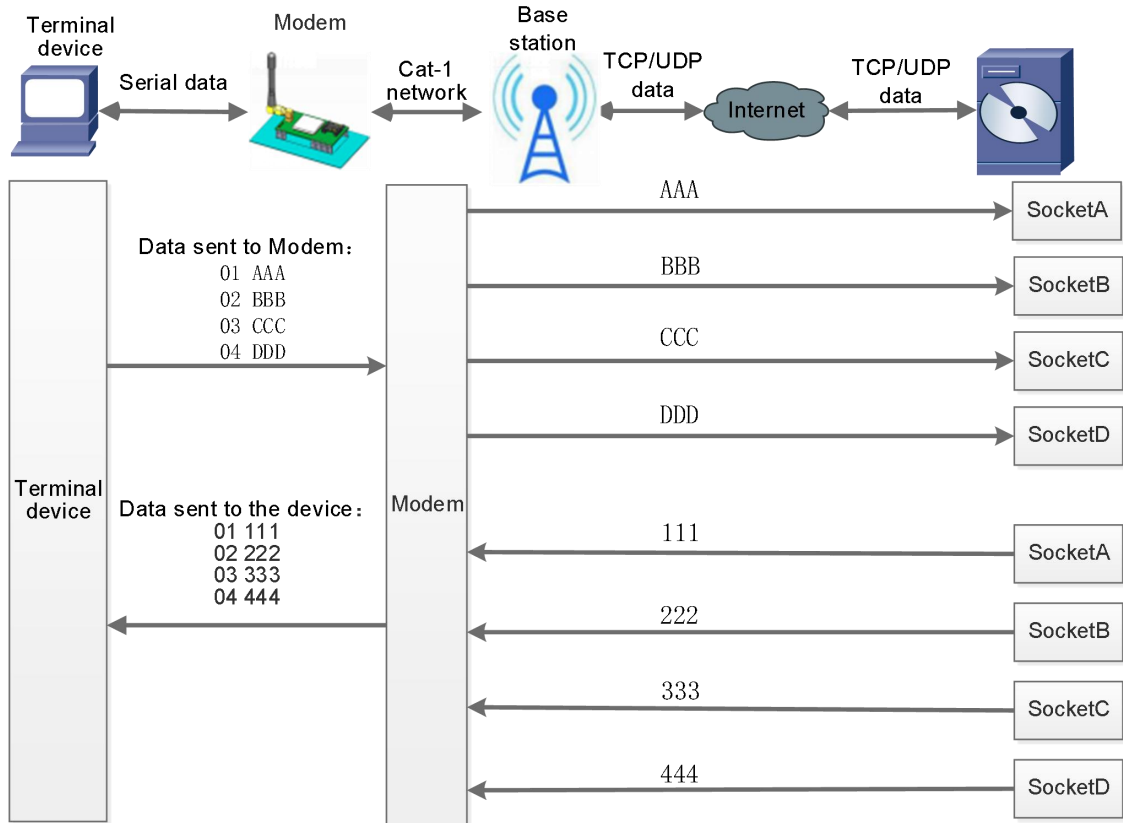 Terminal
device
Modem
Base
station
Serial data
Cat-1
network
TCP/UDP
data
Internet
TCP/UDP
data
Data sent to Modem：
01 AAA
02 BBB
03 CCC
04 DDD
AAA
SocketA
BBB
SocketB
CCC
SocketC
DDD
SocketD
Terminal
device
Modem
Data sent to the device：
01 111
02 222
03 333
04 444
111
SocketA
222
SocketB
333
SocketC
444
SocketD